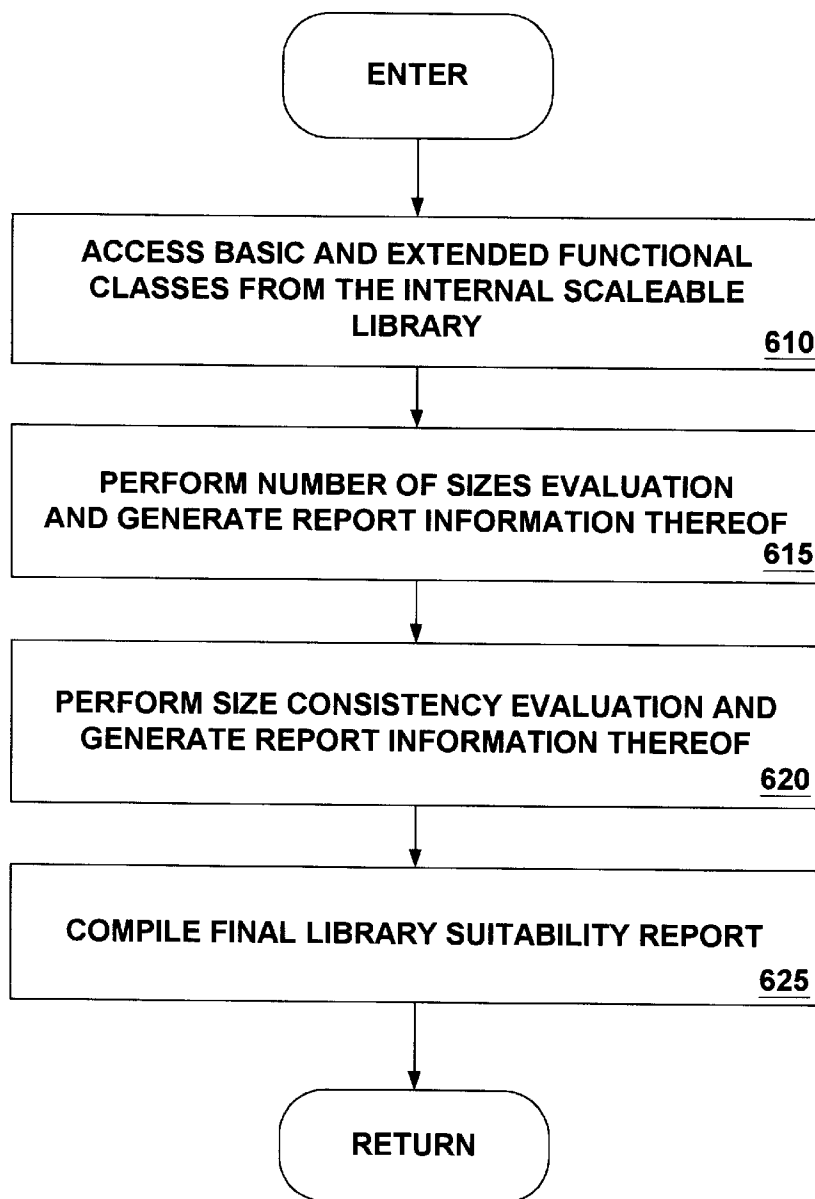 ENTER
ACCESS BASIC AND EXTENDED FUNCTIONAL
CLASSES FROM THE INTERNAL SCALEABLE
LIBRARY
610
PERFORM NUMBER OF SIZES EVALUATION
AND GENERATE REPORT INFORMATION THEREOF
615
PERFORM SIZE CONSISTENCY EVALUATION AND
GENERATE REPORT INFORMATION THEREOF
620
COMPILE FINAL LIBRARY SUITABILITY REPORT
625
RETURN